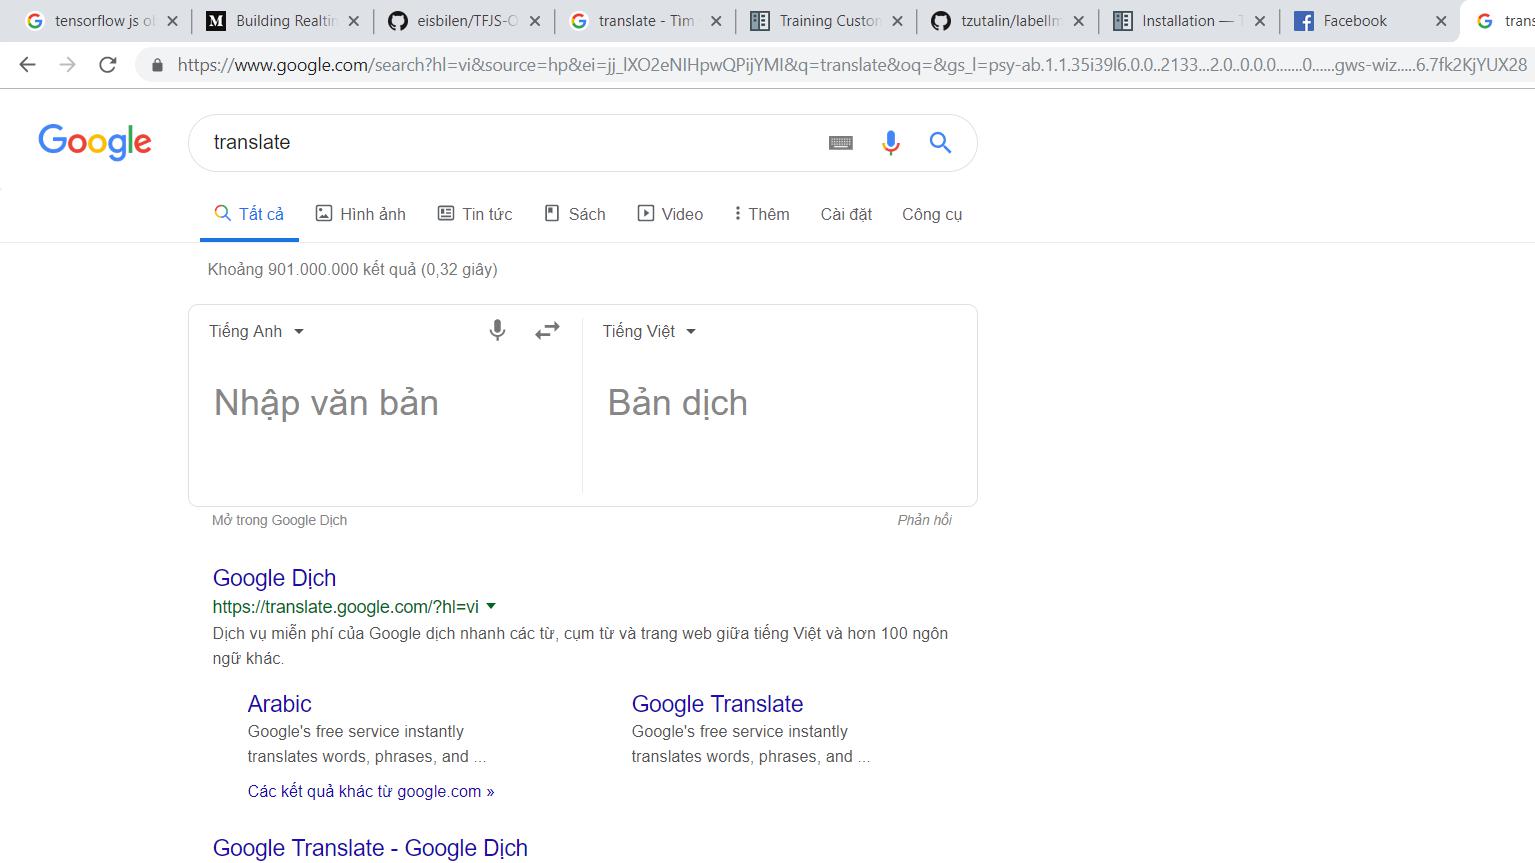 tensorflow js o
Building Realtin
eisbilen/TFJS-O
translate - Tìm
Training Custon
tzutalin/labelIm
Installation — T
Facebook
trans
https://www.google.com/search?hl=vi&source=hp&ei=jj_lXO2eNIHpwQPijYMI&q=translate&oq=&gs_l=psy-ab.1.1.35i39l6.0.0..2133...2.0..0.0.0.......0......gws-wiz.....6.7fk2KjYUX28
Google
translate
Tất cả Hình ảnh Tin tức Sách Video Thêm Cài đặt Công cụ
Khoảng 901.000.000 kết quả (0,32 giây)
Tiếng Anh
Tiếng Việt
Nhập văn bản
Bản dịch
Mở trong Google Dịch
Phản hồi
Google Dịch
https://translate.google.com/?hl=vi
Dịch vụ miễn phí của Google dịch nhanh các từ, cụm từ và trang web giữa tiếng Việt và hơn 100 ngôn
ngữ khác.
Arabic
Google's free service instantly
translates words, phrases, and ...
Google Translate
Google's free service instantly
translates words, phrases, and ...
Các kết quả khác từ google.com »
Google Translate - Google Dịch